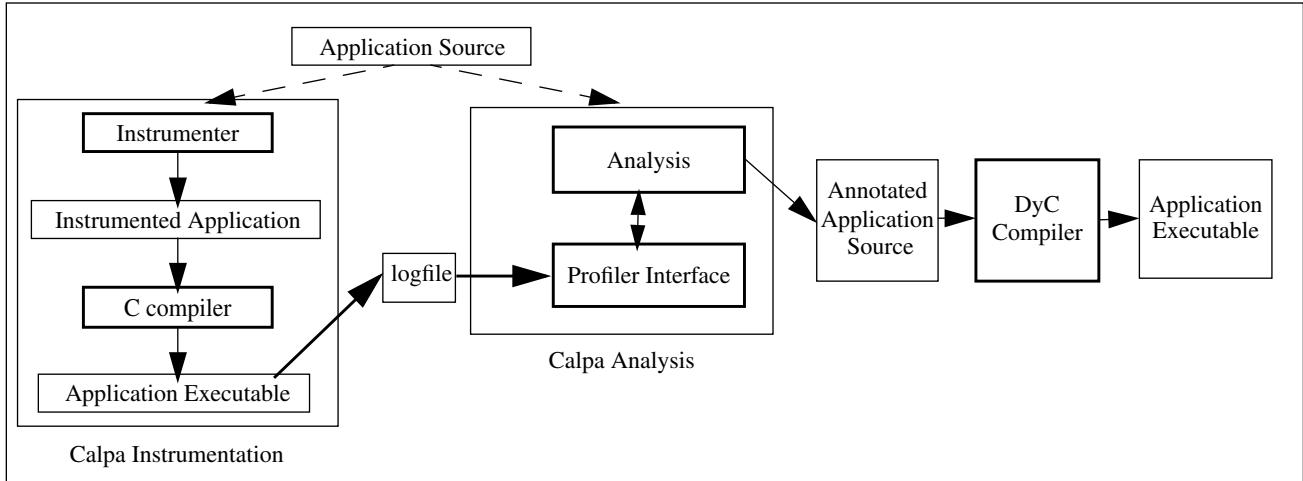 Application Source
Instrumenter
Instrumented Application
C compiler
Application Executable
Calpa Instrumentation
logfile
Analysis
Profiler Interface
Calpa Analysis
Annotated
Application
Source
DyC
Compiler
Application
Executable